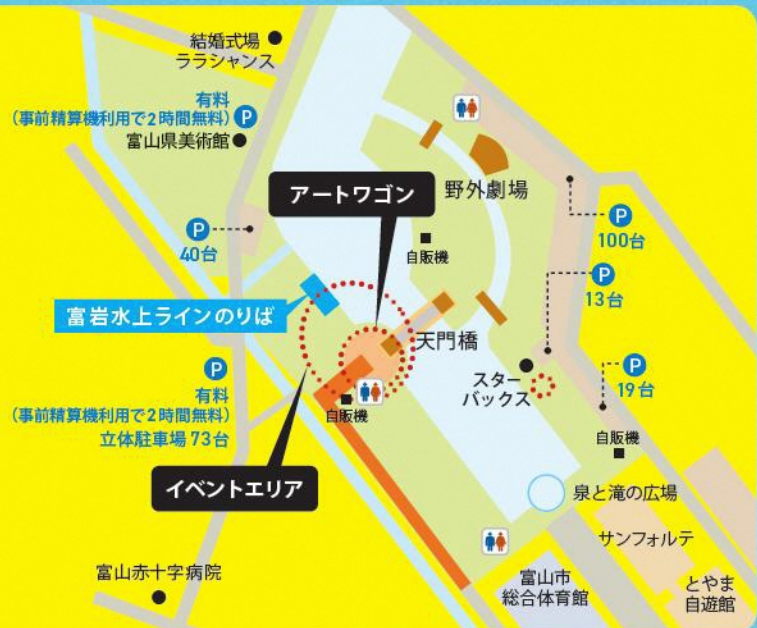 結婚式場
ララシャンス
有料
(事前精算機利用で2時間無料) P
富山県美術館
アートワゴン
野外劇場
P
40台
自販機
P
100台
P
13台
富岩水上ラインのりば
天門橋
P
有料
(事前精算機利用で2時間無料)
立体駐車場 73台
スター
バックス
P
19台
自販機
自販機
イベントエリア
泉と滝の広場
サンフォルテ
富山赤十字病院
富山市
総合体育館
とやま
自遊館